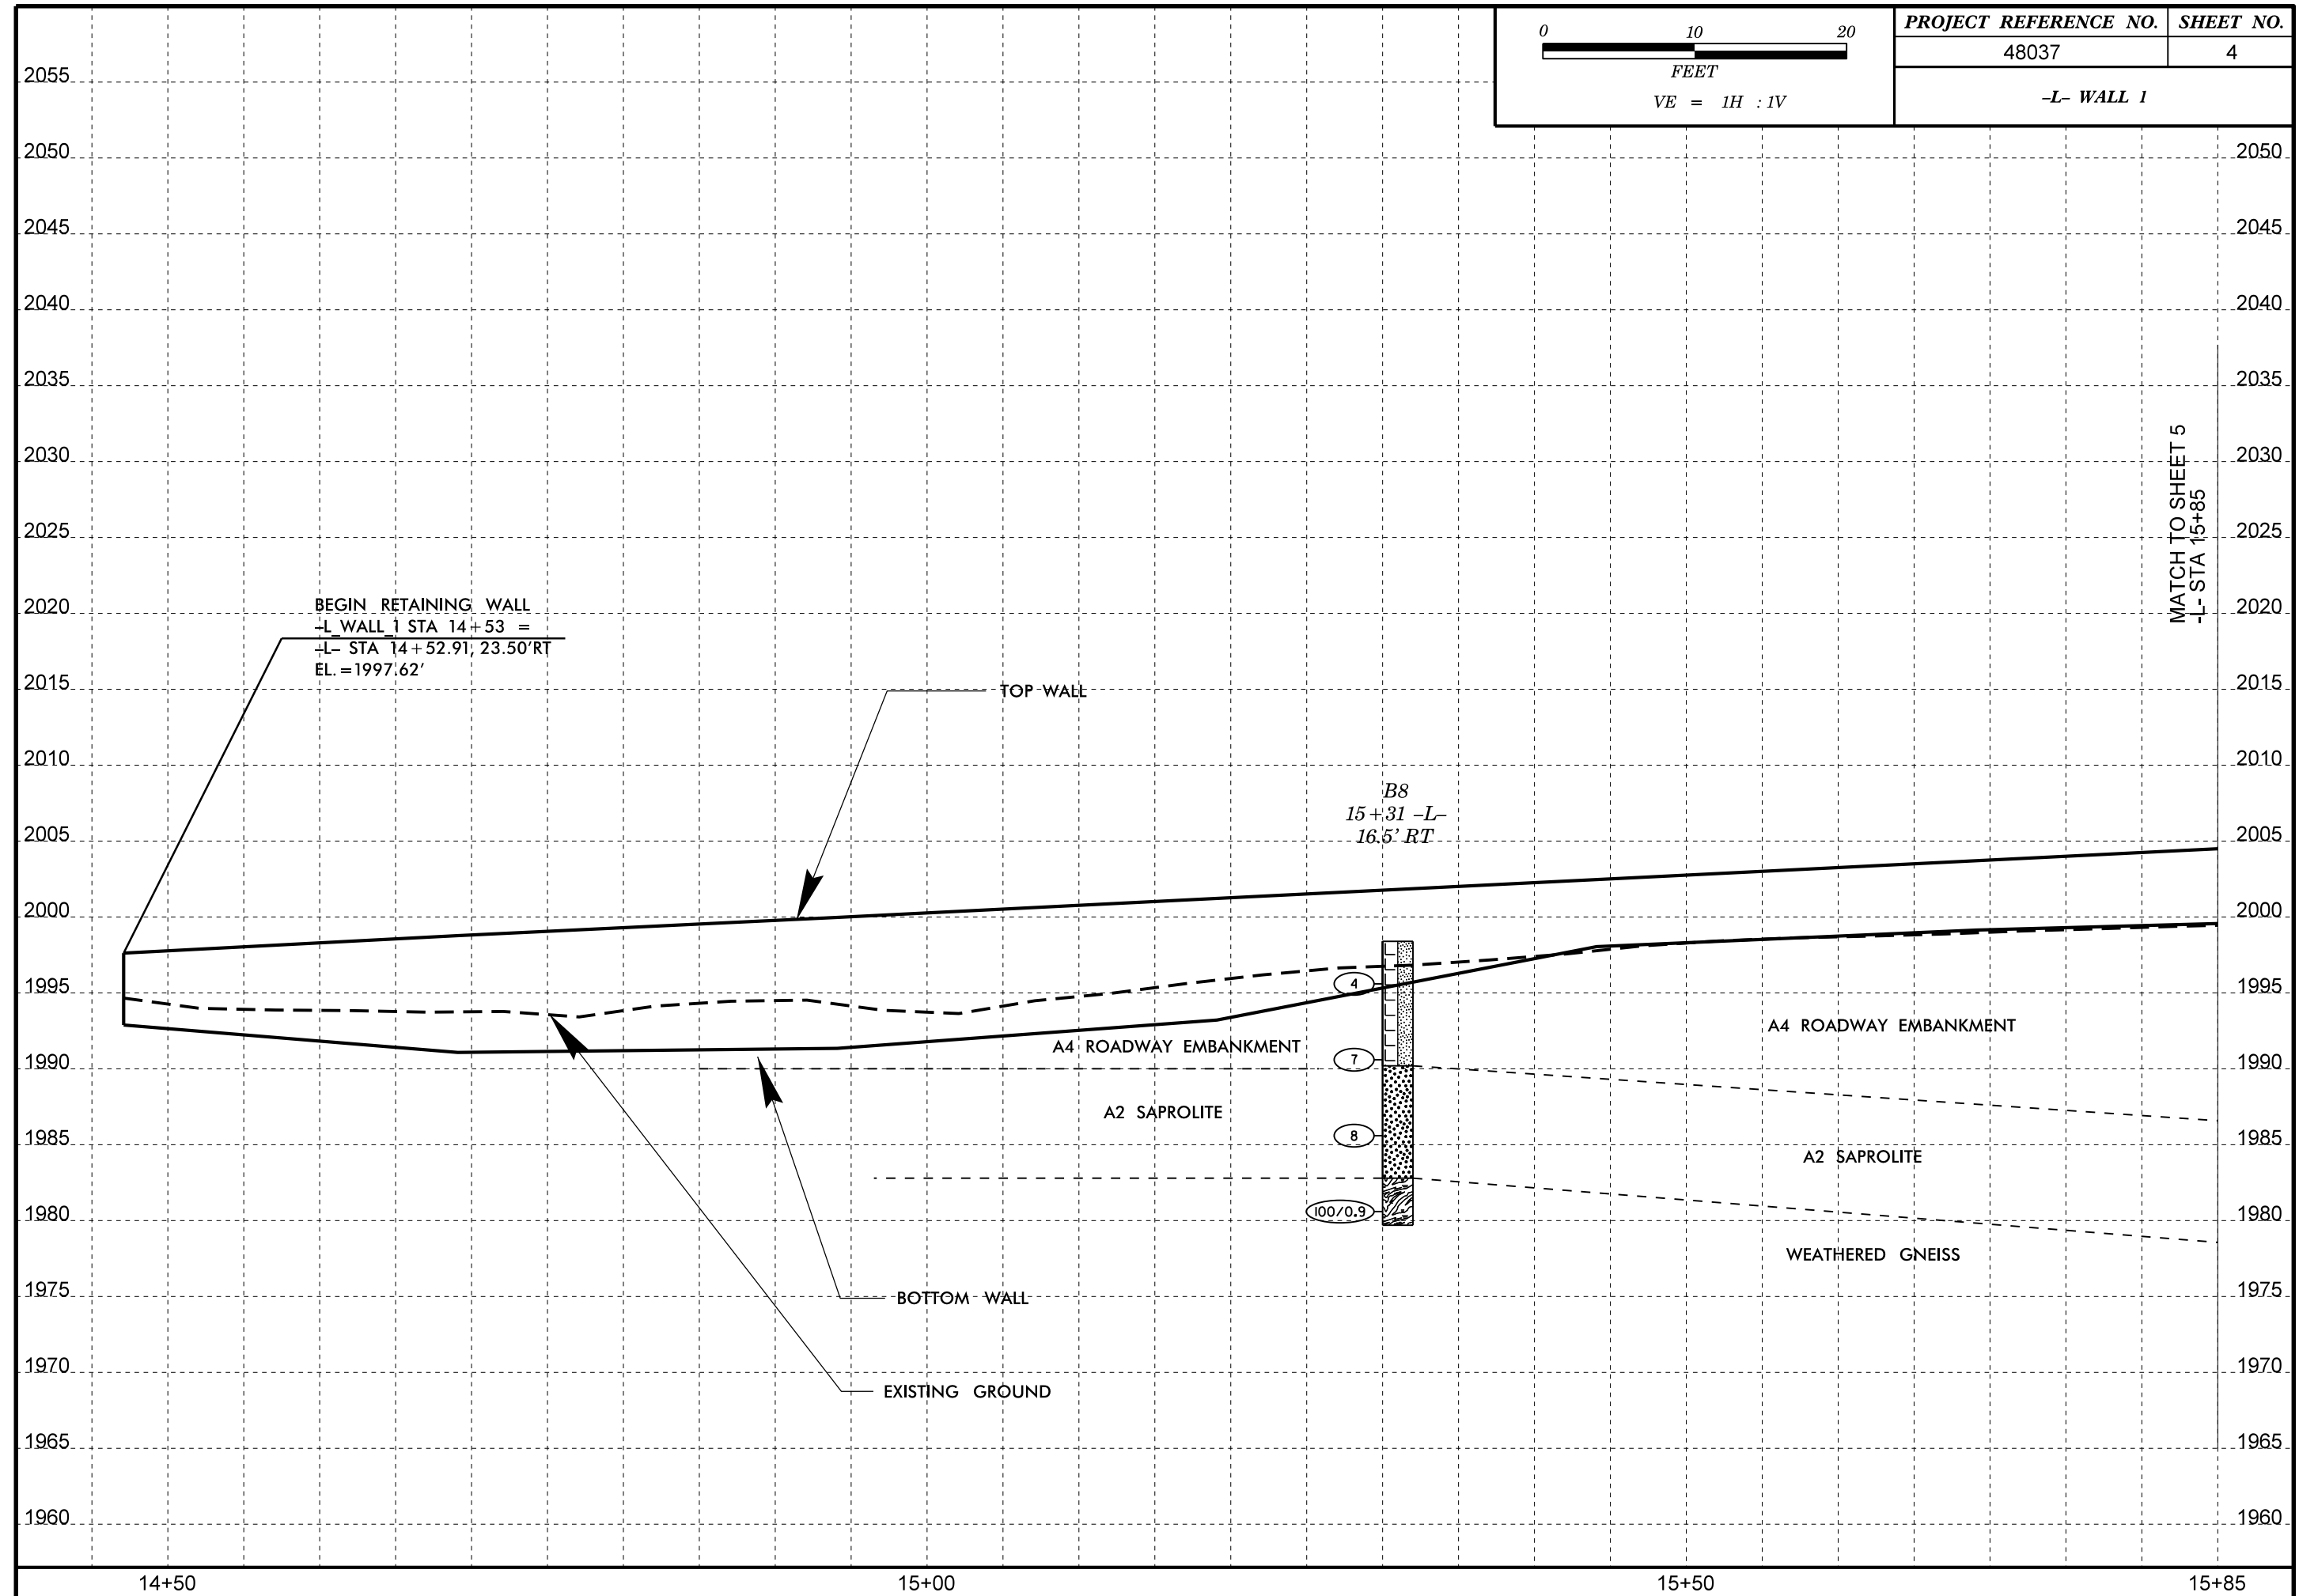 0 10 20
FEET
VE = 1H : 1V
PROJECT REFERENCE NO. SHEET NO.
48037 4
-L- WALL 1
2055
2050 2050
2045 2045
2040 2040
2035 2035
2030 2030
2025 2025
2020 2020
2015 2015
2010 2010
2005 2005
2000 2000
1995 1995
1990 1990
1985 1985
1980 1980
1975 1975
1970 1970
1965 1965
1960 1960
MATCH TO SHEET 5
-L- STA 15+85
BEGIN RETAINING WALL
-L_WALL_1 STA 14+53 =
-L- STA 14+52.91, 23.50'RT
EL.=1997.62'
TOP WALL
B8
15+31 -L-
16.5' RT
4
7
8
100/0.9
A4 ROADWAY EMBANKMENT
A2 SAPROLITE
A4 ROADWAY EMBANKMENT
A2 SAPROLITE
WEATHERED GNEISS
BOTTOM WALL
EXISTING GROUND
14+50 15+00 15+50 15+85